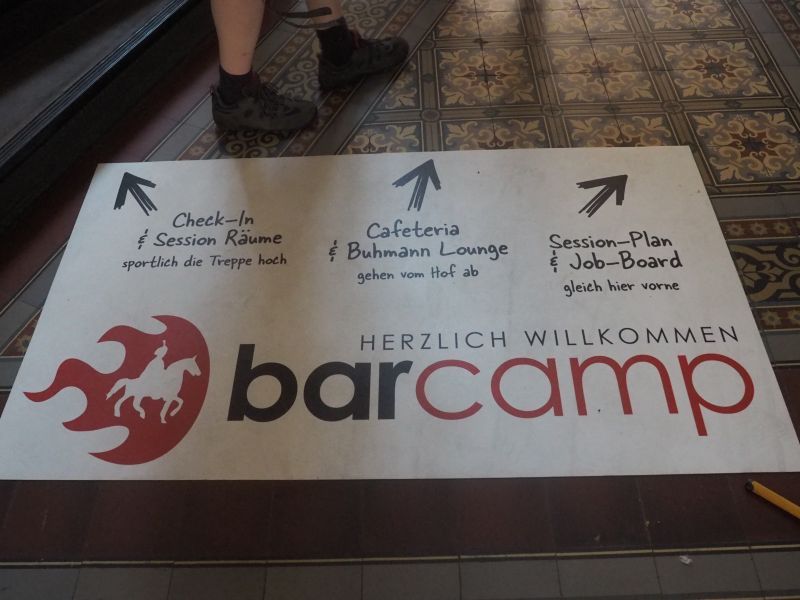 Check-In
& Session Räume
sportlich die Treppe hoch
Cafeteria
& Buhmann Lounge
gehen vom Hof ab
Session-Plan
& Job-Board
gleich hier vorne
HERZLICH WILLKOMMEN
barcamp